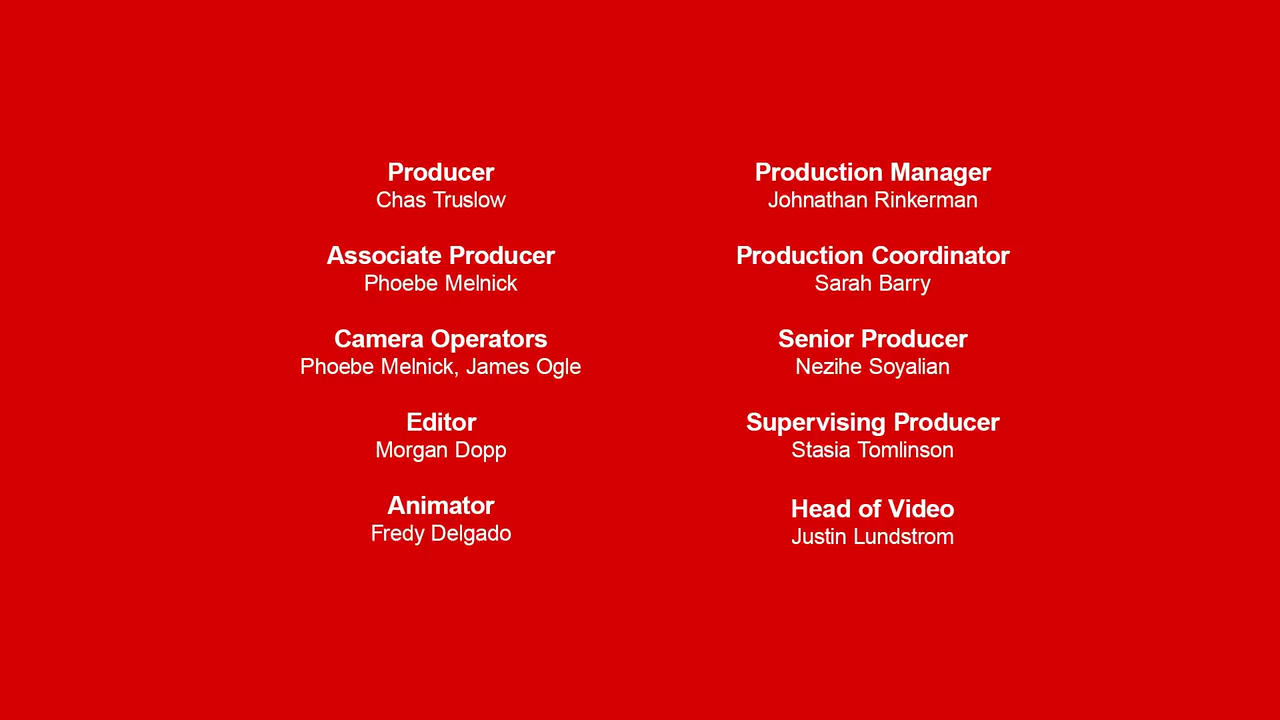 Producer
Chas Truslow
Associate Producer
Phoebe Melnick
Camera Operators
Phoebe Melnick, James Ogle
Editor
Morgan Dopp
Animator
Fredy Delgado
Production Manager
Johnathan Rinkerman
Production Coordinator
Sarah Barry
Senior Producer
Nezihe Soyalian
Supervising Producer
Stasia Tomlinson
Head of Video
Justin Lundstrom